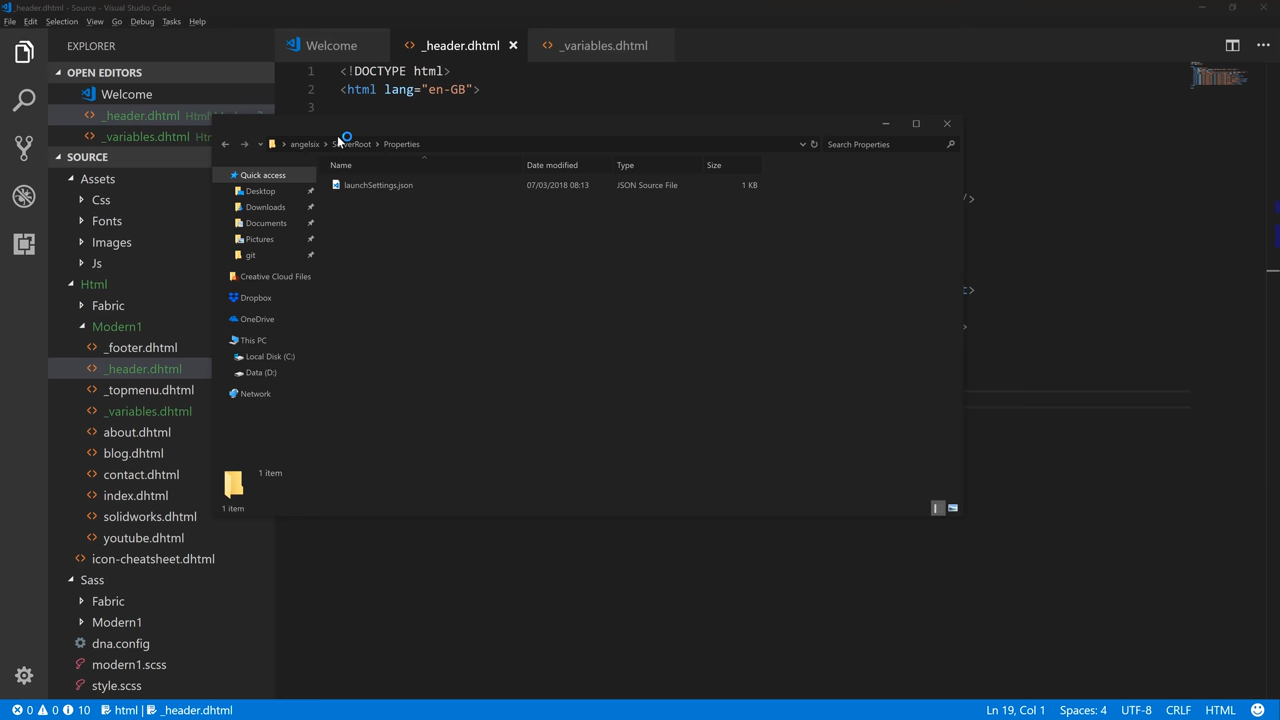 _header.dhtml - Source - Visual Studio Code
File Edit Selection View Go Debug Tasks Help
EXPLORER
OPEN EDITORS
Welcome
_header.dhtml
_variables.dhtml
SOURCE
Assets
Css
Fonts
Images
Js
Html
Fabric
Modern1
_footer.dhtml
_header.dhtml
_topmenu.dhtml
_variables.dhtml
about.dhtml
blog.dhtml
contact.dhtml
index.dhtml
solidworks.dhtml
youtube.dhtml
icon-cheatsheet.dhtml
Sass
Fabric
Modern1
dna.config
modern1.scss
style.scss
Welcome _header.dhtml _variables.dhtml
1 <!DOCTYPE html>
2 <html lang="en-GB">
3
angelsix Properties Search Properties
Name Date modified Type Size
launchSettings.json 07/03/2018 08:13 JSON Source File 1 KB
Quick access
Desktop
Downloads
Documents
Pictures
git
Creative Cloud Files
Dropbox
OneDrive
This PC
Local Disk (C:)
Data (D:)
Network
1 item
1 item
/>
>
>
0 0 10 html _header.dhtml Ln 19, Col 1 Spaces: 4 UTF-8 CRLF HTML